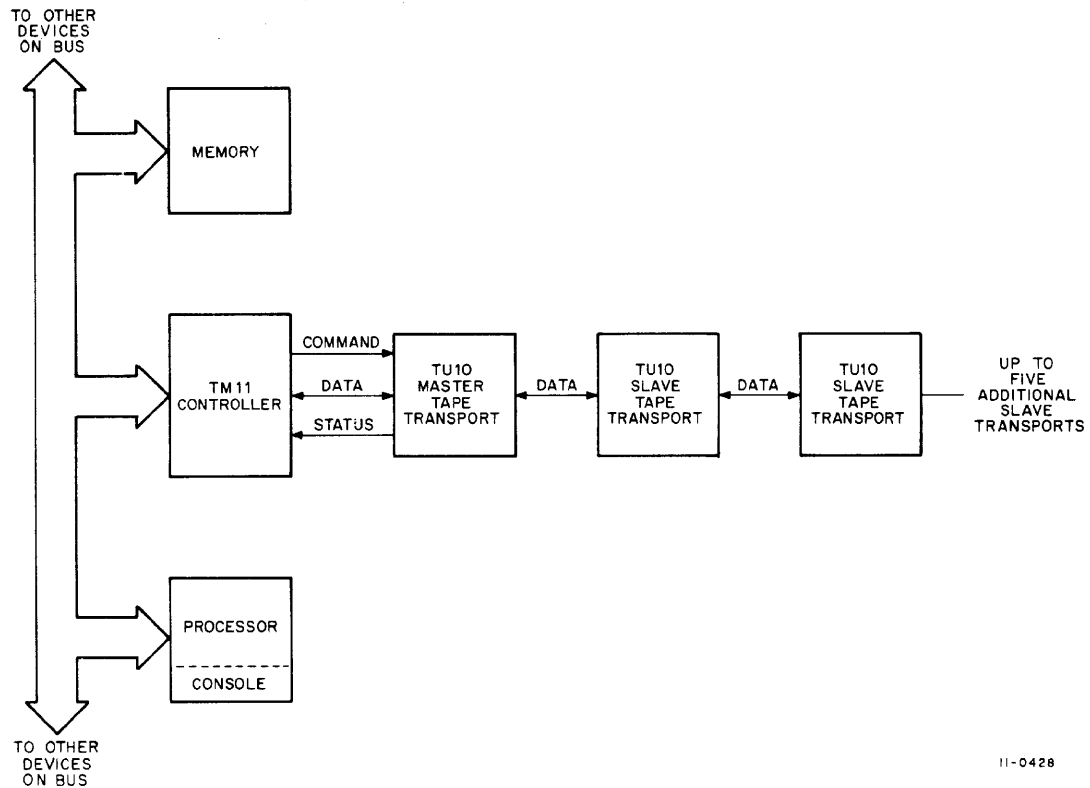 TO OTHER
DEVICES
ON BUS
MEMORY
TM11
CONTROLLER
COMMAND
DATA
STATUS
TU10
MASTER
TAPE
TRANSPORT
DATA
TU10
SLAVE
TAPE
TRANSPORT
DATA
TU10
SLAVE
TAPE
TRANSPORT
UP TO
FIVE
ADDITIONAL
SLAVE
TRANSPORTS
PROCESSOR
CONSOLE
TO OTHER
DEVICES
ON BUS
11-0428